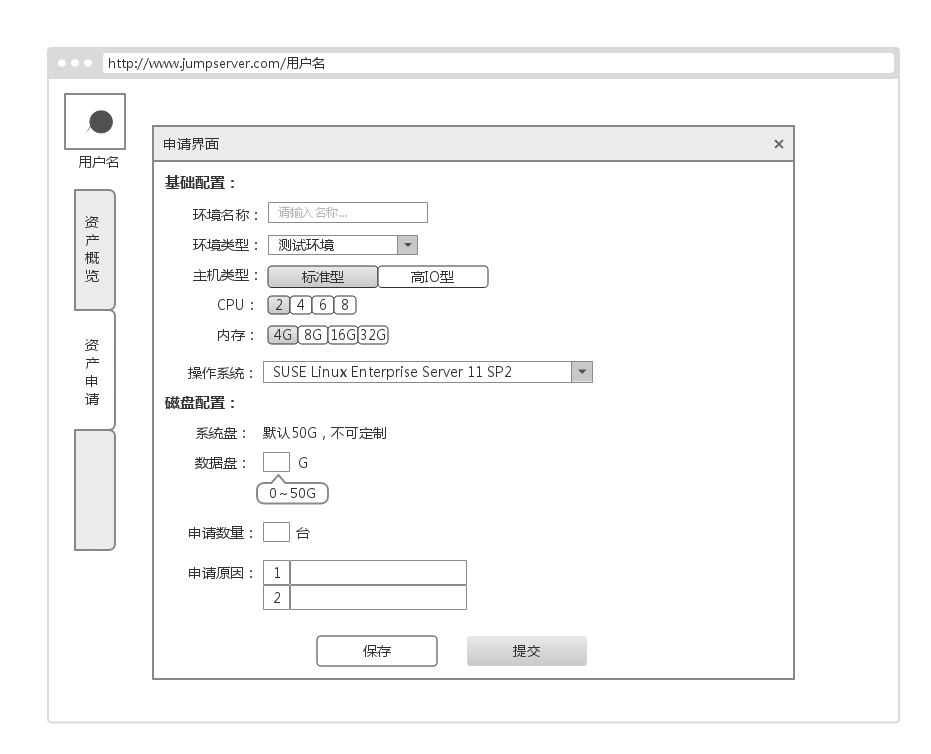 http://www.jumpserver.com/用户名
用户名
资产概览
资产申请
申请界面 ×
基础配置：
环境名称： 请输入名称...
环境类型： 测试环境
主机类型： 标准型 高IO型
CPU： 2 4 6 8
内存： 4G 8G 16G 32G
操作系统： SUSE Linux Enterprise Server 11 SP2
磁盘配置：
系统盘： 默认50G，不可定制
数据盘： G
0～50G
申请数量： 台
申请原因： 1
2
保存 提交